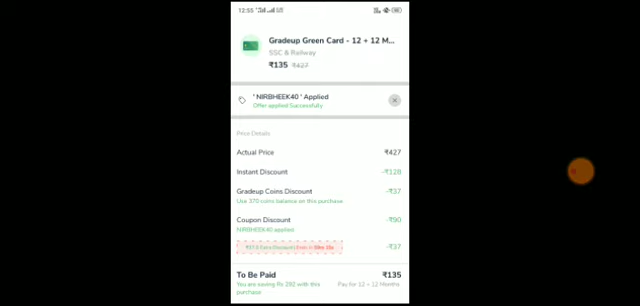 12:55
Gradeup Green Card - 12 + 12 M...
SSC & Railway
₹135 ₹427
'NIRBHEEK40' Applied
Offer applied Successfully
Price Details
Actual Price ₹427
Instant Discount -₹128
Gradeup Coins Discount -₹37
Use 370 coins balance on this purchase
Coupon Discount -₹90
NIRBHEEK40 applied
Extra Discount -₹37
To Be Paid ₹135
You are saving Rs 292 with this Pay for 12 + 12 Months
purchase